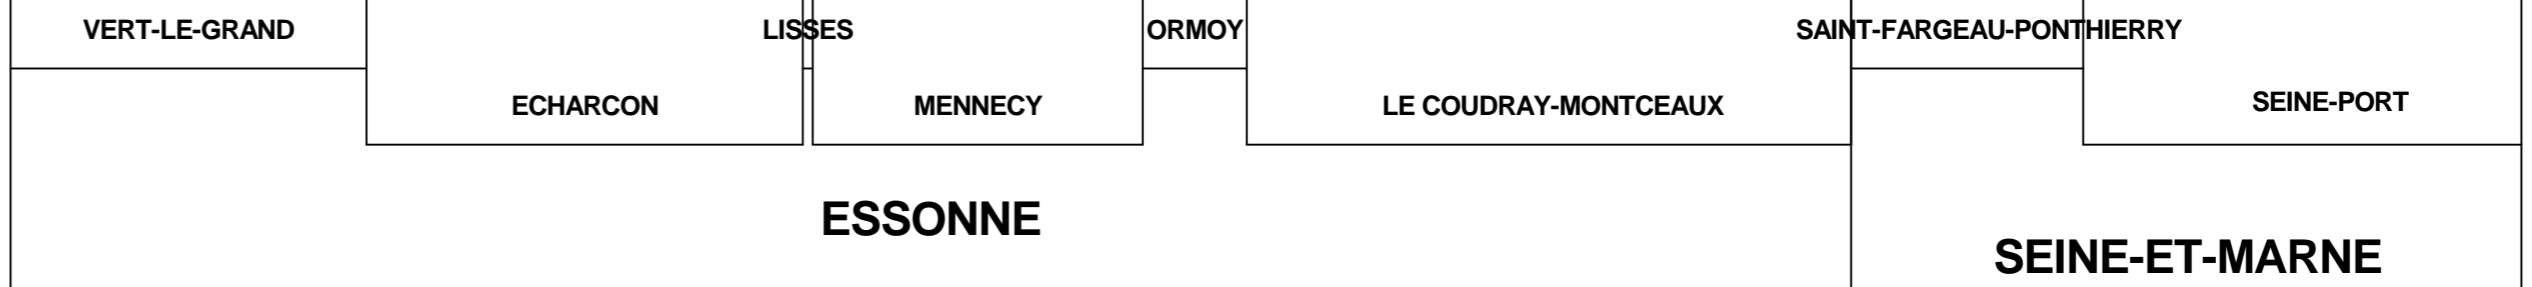 VERT-LE-GRAND
LISSES
ORMOY
SAINT-FARGEAU-PONTHIERRY
ECHARCON
MENNECY
LE COUDRAY-MONTCEAUX
SEINE-PORT
ESSONNE
SEINE-ET-MARNE